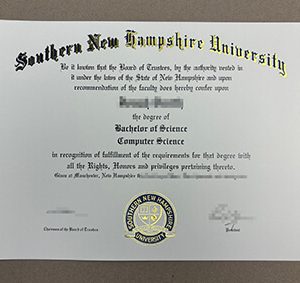 Southern New Hampshire University
Be it known that the Board of Trustees, by the authority vested in
it under the laws of the State of New Hampshire and upon
recommendation of the faculty does hereby confer upon
the degree of
Bachelor of Science
Computer Science
in recognition of fulfillment of the requirements for that degree with
all the Rights, Honors and privileges pertaining thereto.
Given at Manchester, New Hampshire
SOUTHERN NEW HAMPSHIRE
UNIVERSITY
Chairman of the Board of Trustees
President